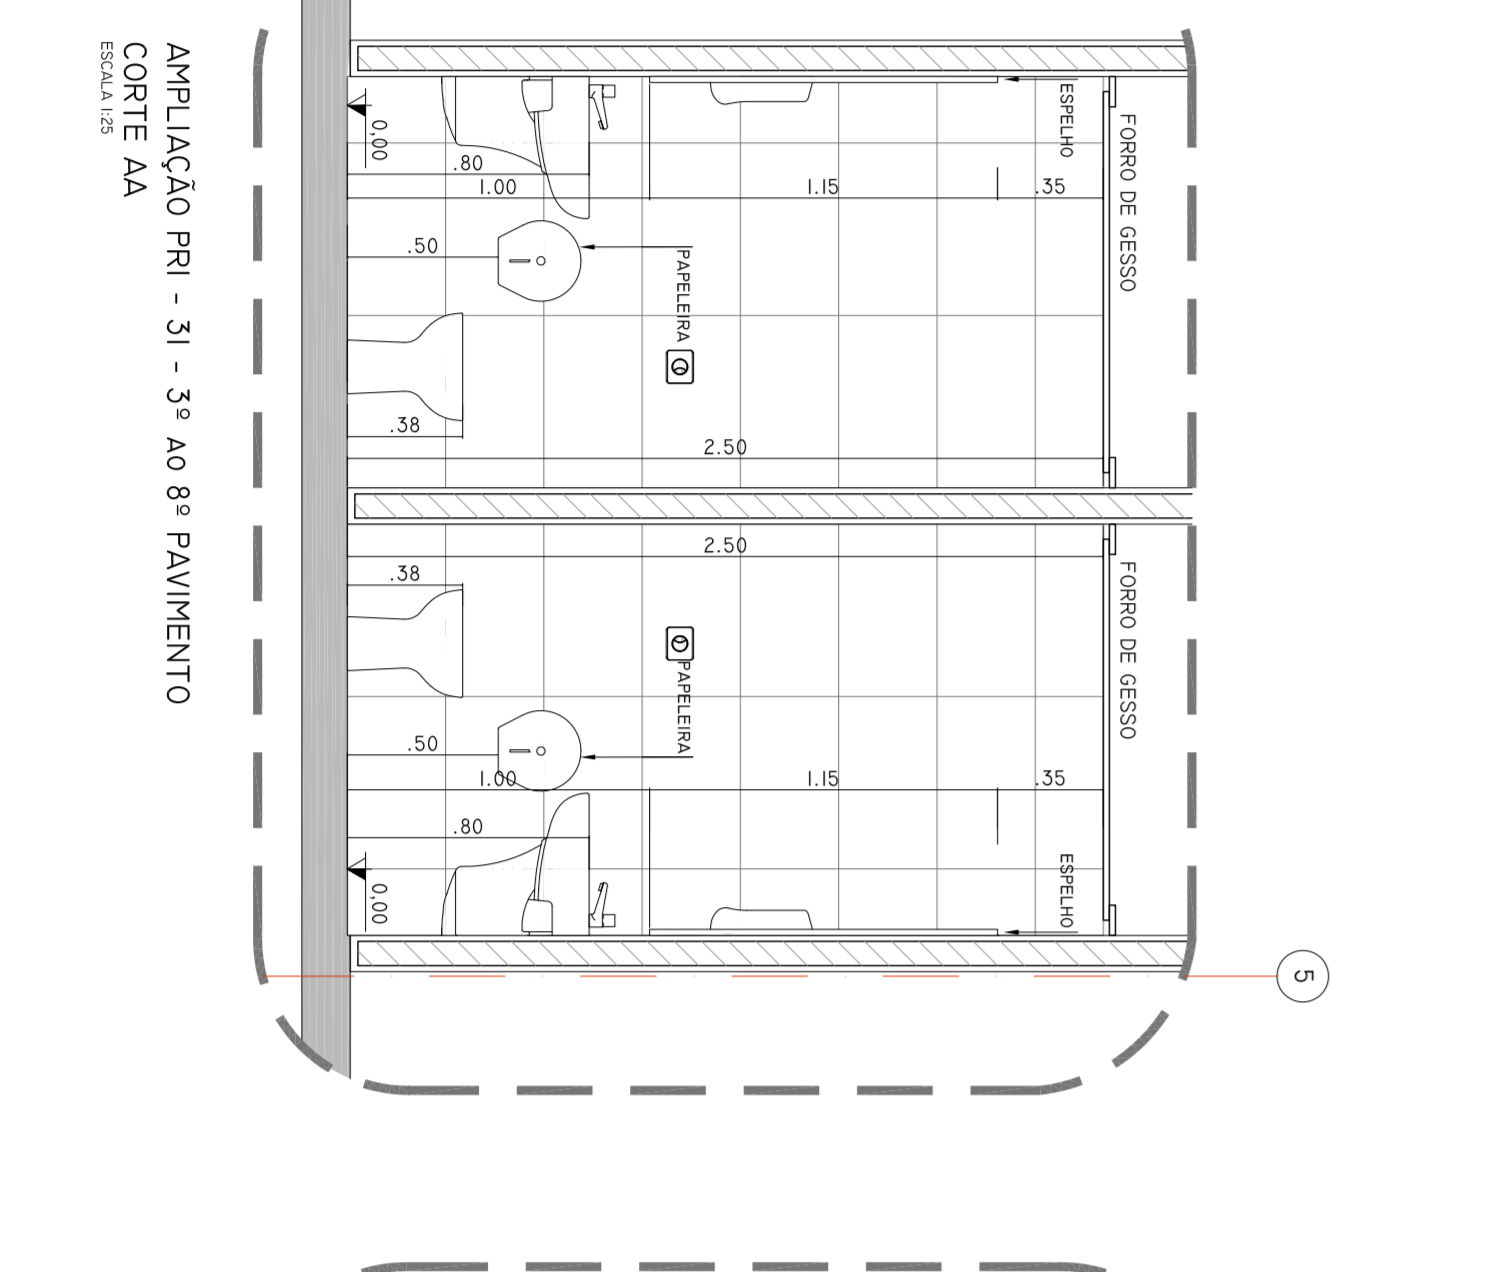 AMPLIAÇÃO PR1 - 31 - 3º AO 8º PAVIMENTO
CORTE AA
ESCALA 1:25
FORRO DE GESSO
ESPELHO
0,00
.80
1.00
1.15
.35
.50
PAPELEIRA
.38
2.50
FORRO DE GESSO
2.50
.38
PAPELEIRA
.50
1.00
1.15
.35
.80
ESPELHO
0,00
5